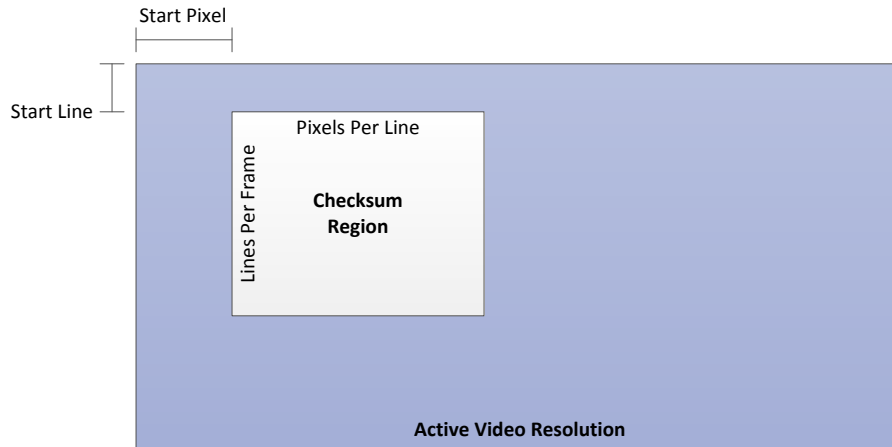 Start Pixel
Start Line
Pixels Per Line
Lines Per Frame
Checksum
Region
Active Video Resolution